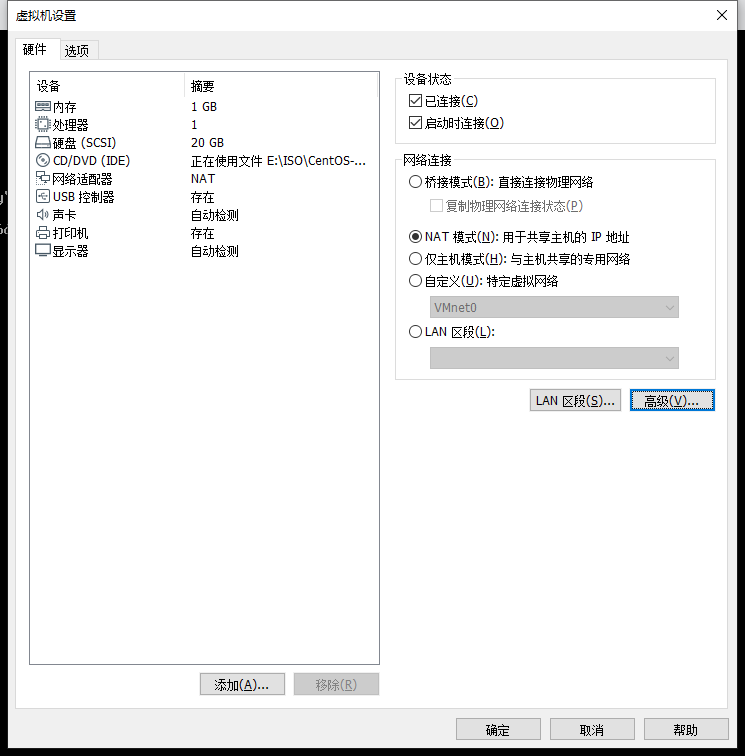 虚拟机设置
硬件 选项
设备 摘要
内存 1 GB
处理器 1
硬盘 (SCSI) 20 GB
CD/DVD (IDE) 正在使用文件 E:\ISO\CentOS-...
网络适配器 NAT
USB 控制器 存在
声卡 自动检测
打印机 存在
显示器 自动检测
添加(A)... 移除(R)
设备状态
已连接(C)
启动时连接(O)
网络连接
桥接模式(B): 直接连接物理网络
复制物理网络连接状态(P)
NAT 模式(N): 用于共享主机的 IP 地址
仅主机模式(H): 与主机共享的专用网络
自定义(U): 特定虚拟网络
VMnet0
LAN 区段(L):
LAN 区段(S)... 高级(V)...
确定 取消 帮助